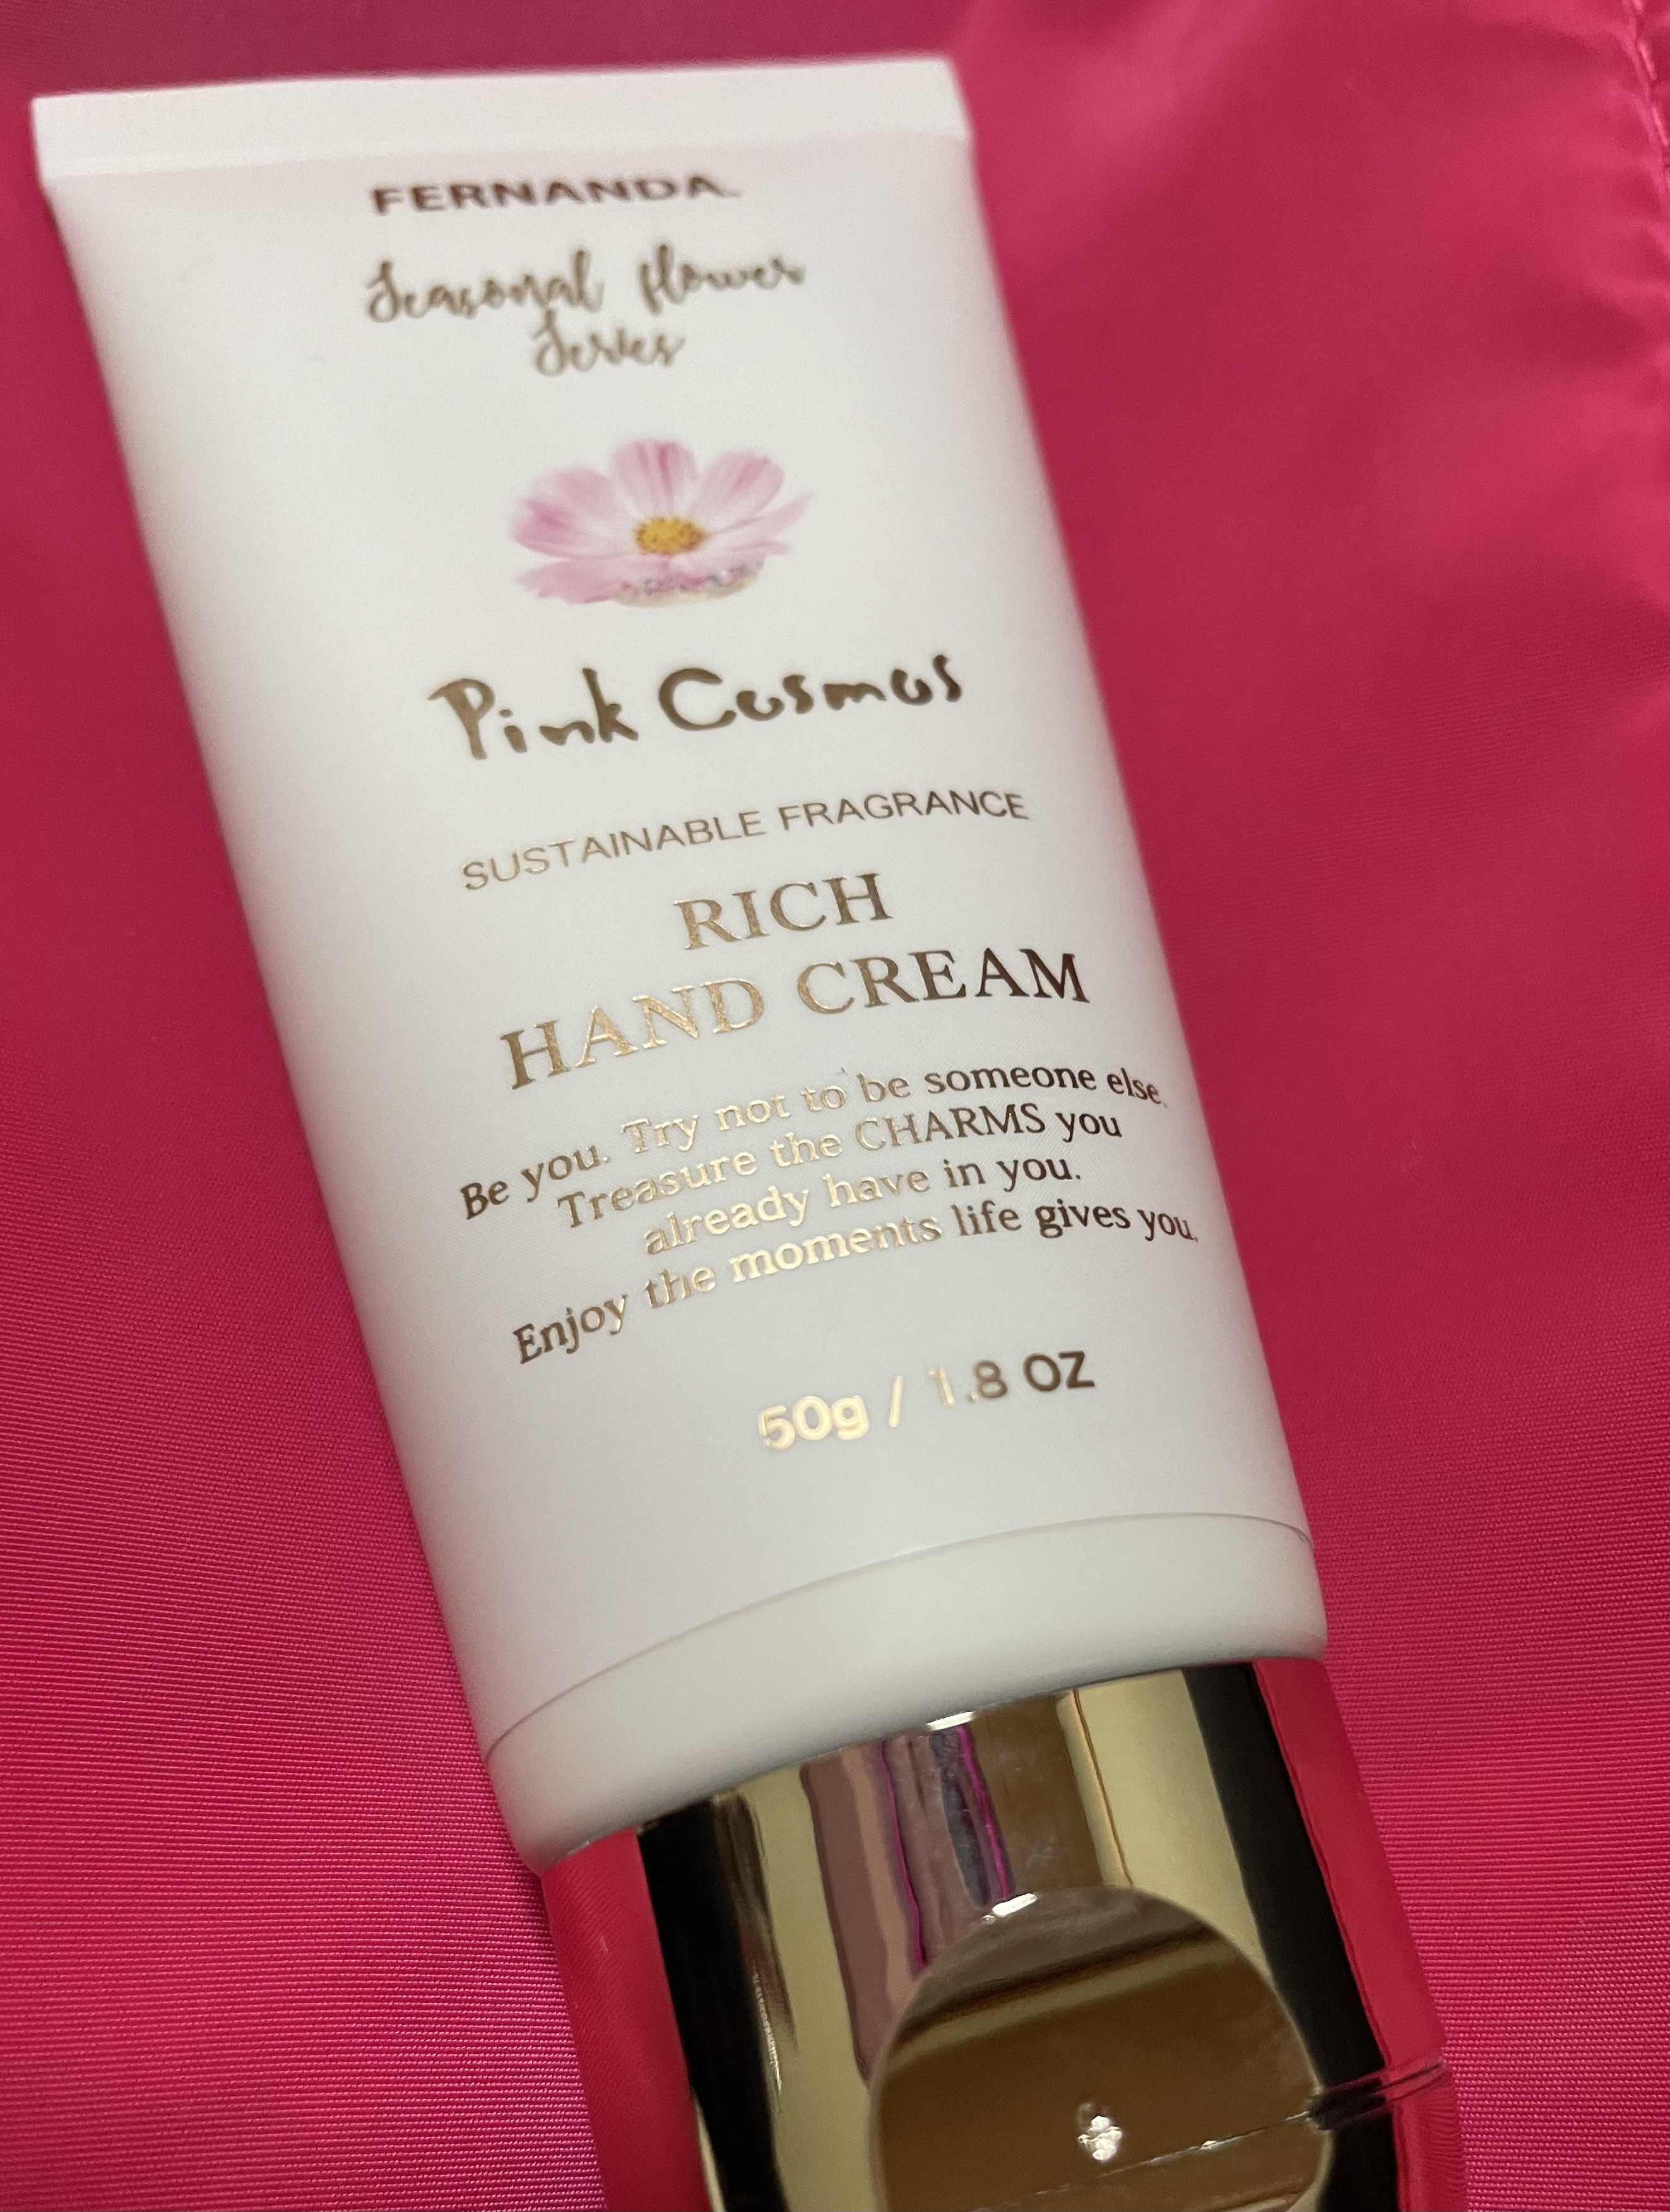 FERNANDA
Seasonal flower
Series
Pink Cosmos
SUSTAINABLE FRAGRANCE
RICH
HAND CREAM
Be you. Try not to be someone else.
Treasure the CHARMS you
already have in you.
Enjoy the moments life gives you.
50g / 1.8 OZ